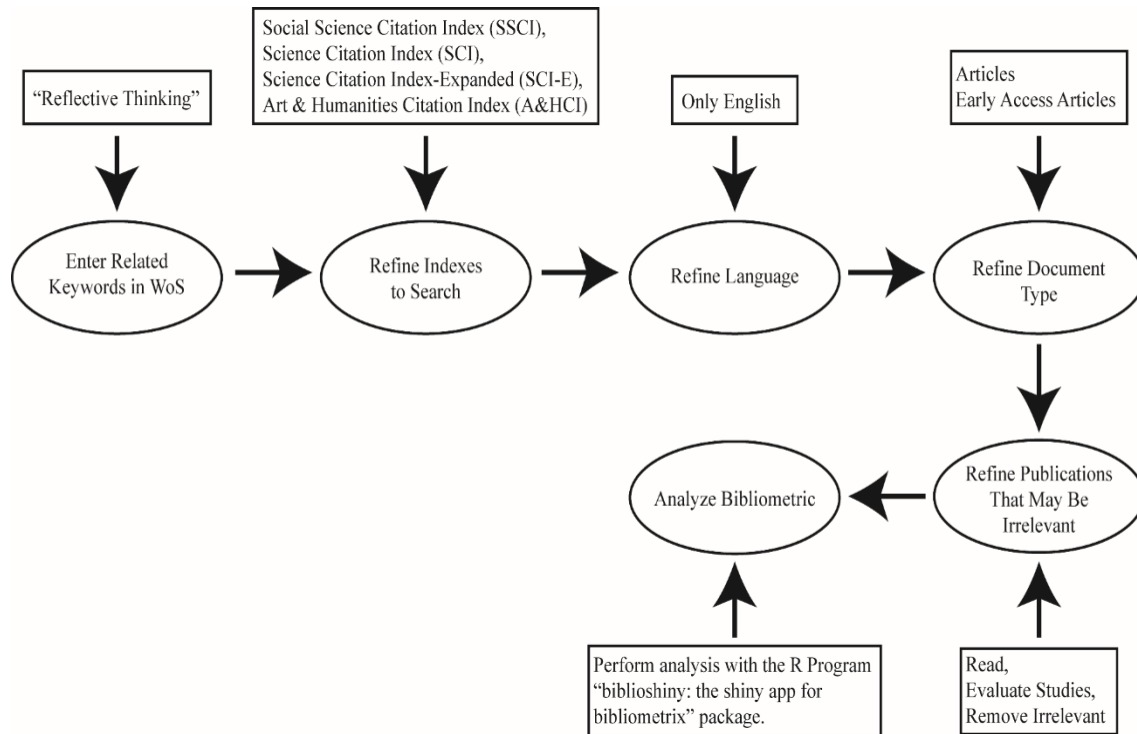 Social Science Citation Index (SSCI),
Science Citation Index (SCI),
Science Citation Index-Expanded (SCI-E),
Art & Humanities Citation Index (A&HCI)
“Reflective Thinking”
Only English
Articles
Early Access Articles
Enter Related
Keywords in WoS
Refine Indexes
to Search
Refine Language
Refine Document
Type
Analyze Bibliometric
Refine Publications
That May Be
Irrelevant
Perform analysis with the R Program
“biblioshiny: the shiny app for
bibliometrix” package.
Read,
Evaluate Studies,
Remove Irrelevant